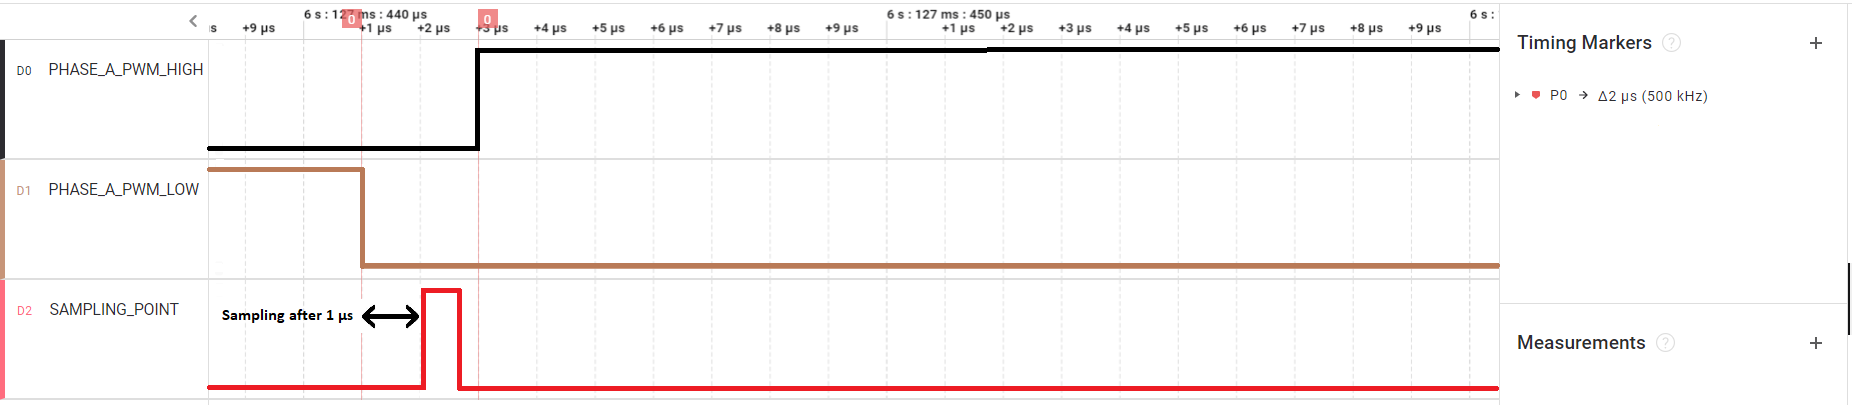 6 s : 127 ms : 440 µs 6 s : 127 ms : 450 µs 6 s :
0 0
s +9 µs +1 µs +2 µs +3 µs +4 µs +5 µs +6 µs +7 µs +8 µs +9 µs +1 µs +2 µs +3 µs +4 µs +5 µs +6 µs +7 µs +8 µs +9 µs
Timing Markers ? +
D0 PHASE_A_PWM_HIGH
P0 → Δ2 µs (500 kHz)
D1 PHASE_A_PWM_LOW
D2 SAMPLING_POINT
Sampling after 1 µs
Measurements ? +